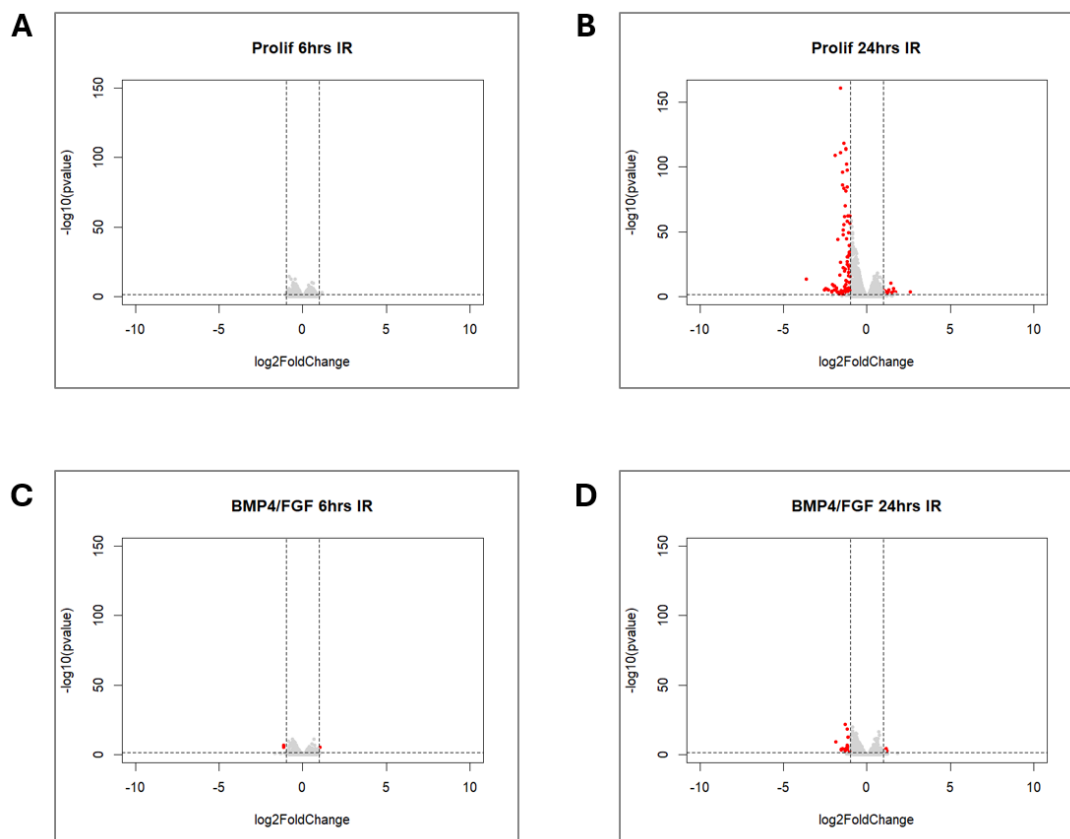 A
Prolif 6hrs IR
-log10(pvalue)
150
100
50
0
-10 -5 0 5 10
log2FoldChange
B
Prolif 24hrs IR
-log10(pvalue)
150
100
50
0
-10 -5 0 5 10
log2FoldChange
C
BMP4/FGF 6hrs IR
-log10(pvalue)
150
100
50
0
-10 -5 0 5 10
log2FoldChange
D
BMP4/FGF 24hrs IR
-log10(pvalue)
150
100
50
0
-10 -5 0 5 10
log2FoldChange